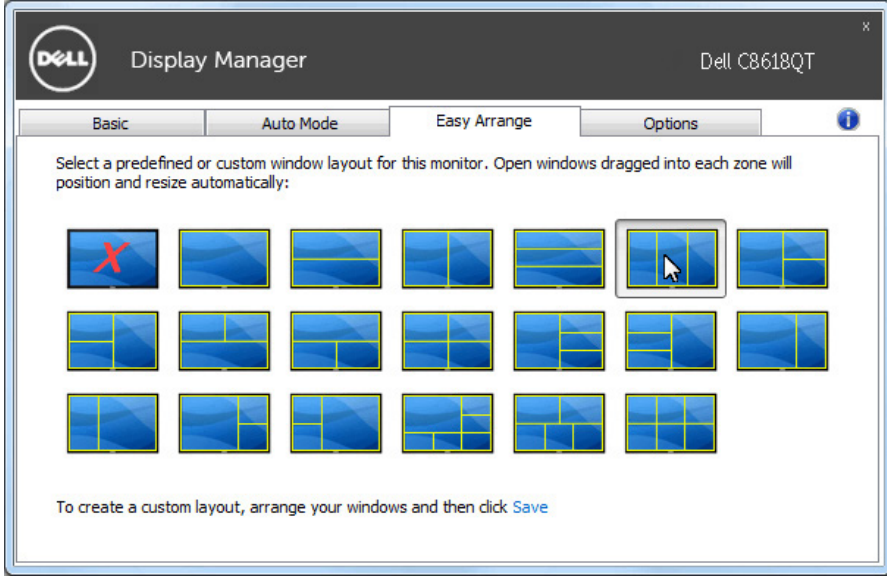 DELL
Display Manager
Dell C8618QT
x
Basic
Auto Mode
Easy Arrange
Options
i
Select a predefined or custom window layout for this monitor. Open windows dragged into each zone will
position and resize automatically:
X
To create a custom layout, arrange your windows and then click Save